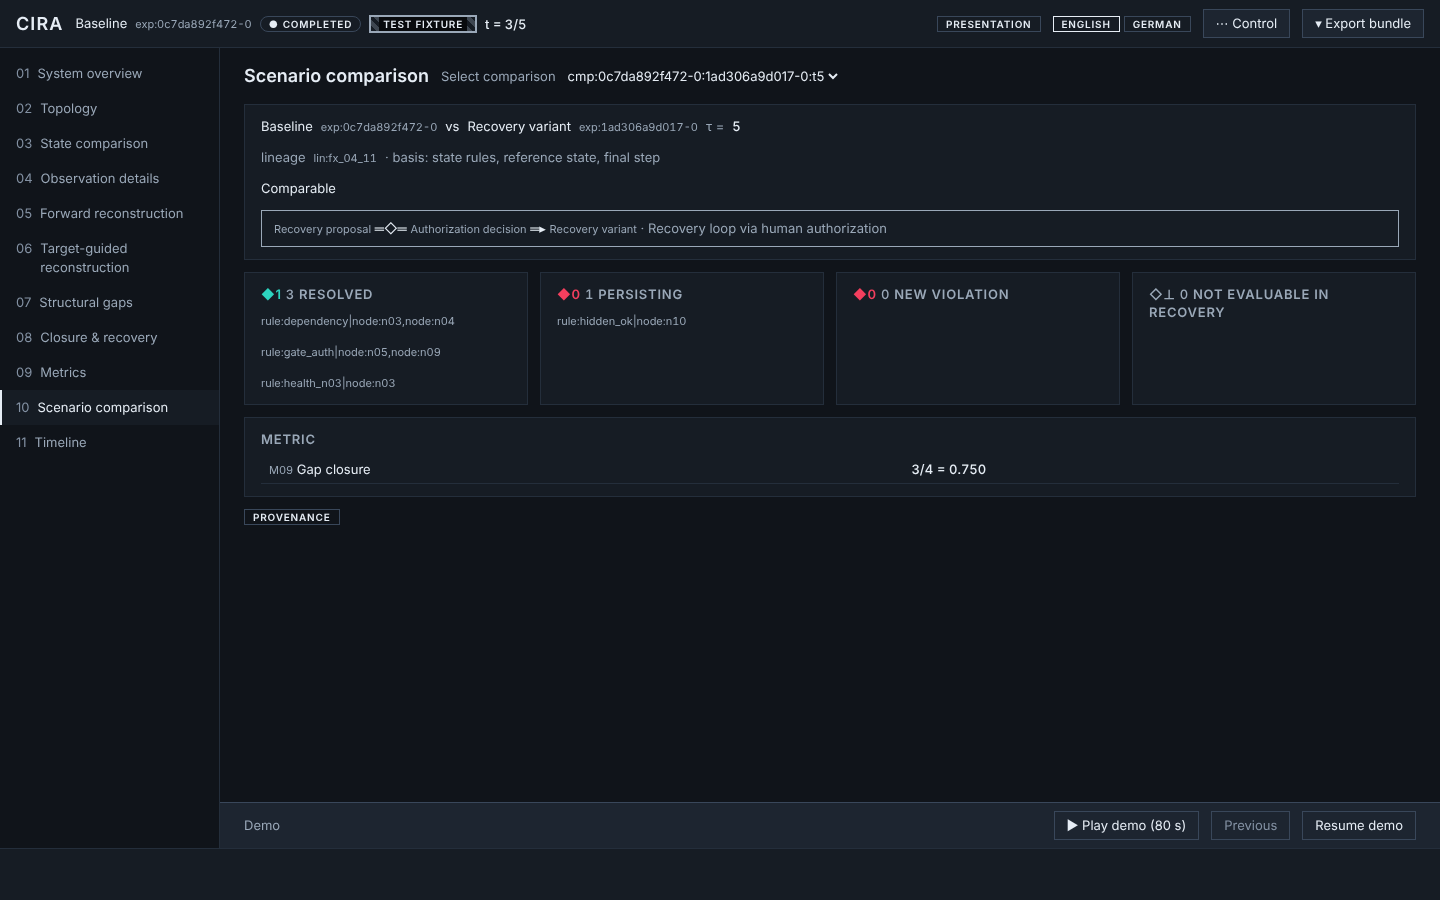 CIRA Baseline exp:0c7da892f472-0 ● COMPLETED TEST FIXTURE t = 3/5 PRESENTATION ENGLISH GERMAN ⋯ Control ▾ Export bundle
01 System overview
02 Topology
03 State comparison
04 Observation details
05 Forward reconstruction
06 Target-guided
reconstruction
07 Structural gaps
08 Closure & recovery
09 Metrics
10 Scenario comparison
11 Timeline
Scenario comparison Select comparison cmp:0c7da892f472-0:1ad306a9d017-0:t5
Baseline exp:0c7da892f472-0 vs Recovery variant exp:1ad306a9d017-0 τ = 5
lineage lin:fx_04_11 · basis: state rules, reference state, final step
Comparable
Recovery proposal ═◇═ Authorization decision ═▸ Recovery variant · Recovery loop via human authorization
◆1 3 RESOLVED
rule:dependency|node:n03,node:n04
rule:gate_auth|node:n05,node:n09
rule:health_n03|node:n03
◆0 1 PERSISTING
rule:hidden_ok|node:n10
◆0 0 NEW VIOLATION
◇⊥ 0 NOT EVALUABLE IN
RECOVERY
METRIC
M09 Gap closure 3/4 = 0.750
PROVENANCE
Demo ▶ Play demo (80 s) Previous Resume demo